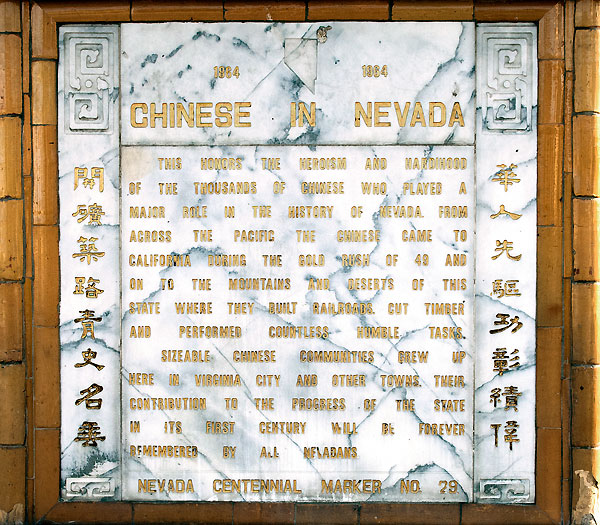 1864 1964
CHINESE IN NEVADA
THIS HONORS THE HEROISM AND HARDIHOOD
OF THE THOUSANDS OF CHINESE WHO PLAYED A
MAJOR ROLE IN THE HISTORY OF NEVADA. FROM
ACROSS THE PACIFIC THE CHINESE CAME TO
CALIFORNIA DURING THE GOLD RUSH OF 49 AND
ON TO THE MOUNTAINS AND DESERTS OF THIS
STATE WHERE THEY BUILT RAILROADS, CUT TIMBER
AND PERFORMED COUNTLESS HUMBLE TASKS.
SIZEABLE CHINESE COMMUNITIES GREW UP
HERE IN VIRGINIA CITY AND OTHER TOWNS. THEIR
CONTRIBUTION TO THE PROGRESS OF THE STATE
IN ITS FIRST CENTURY WILL BE FOREVER
REMEMBERED BY ALL NEVADANS.
NEVADA CENTENNIAL MARKER NO. 29
華人先驅功彰績偉
開礦築路青史名垂